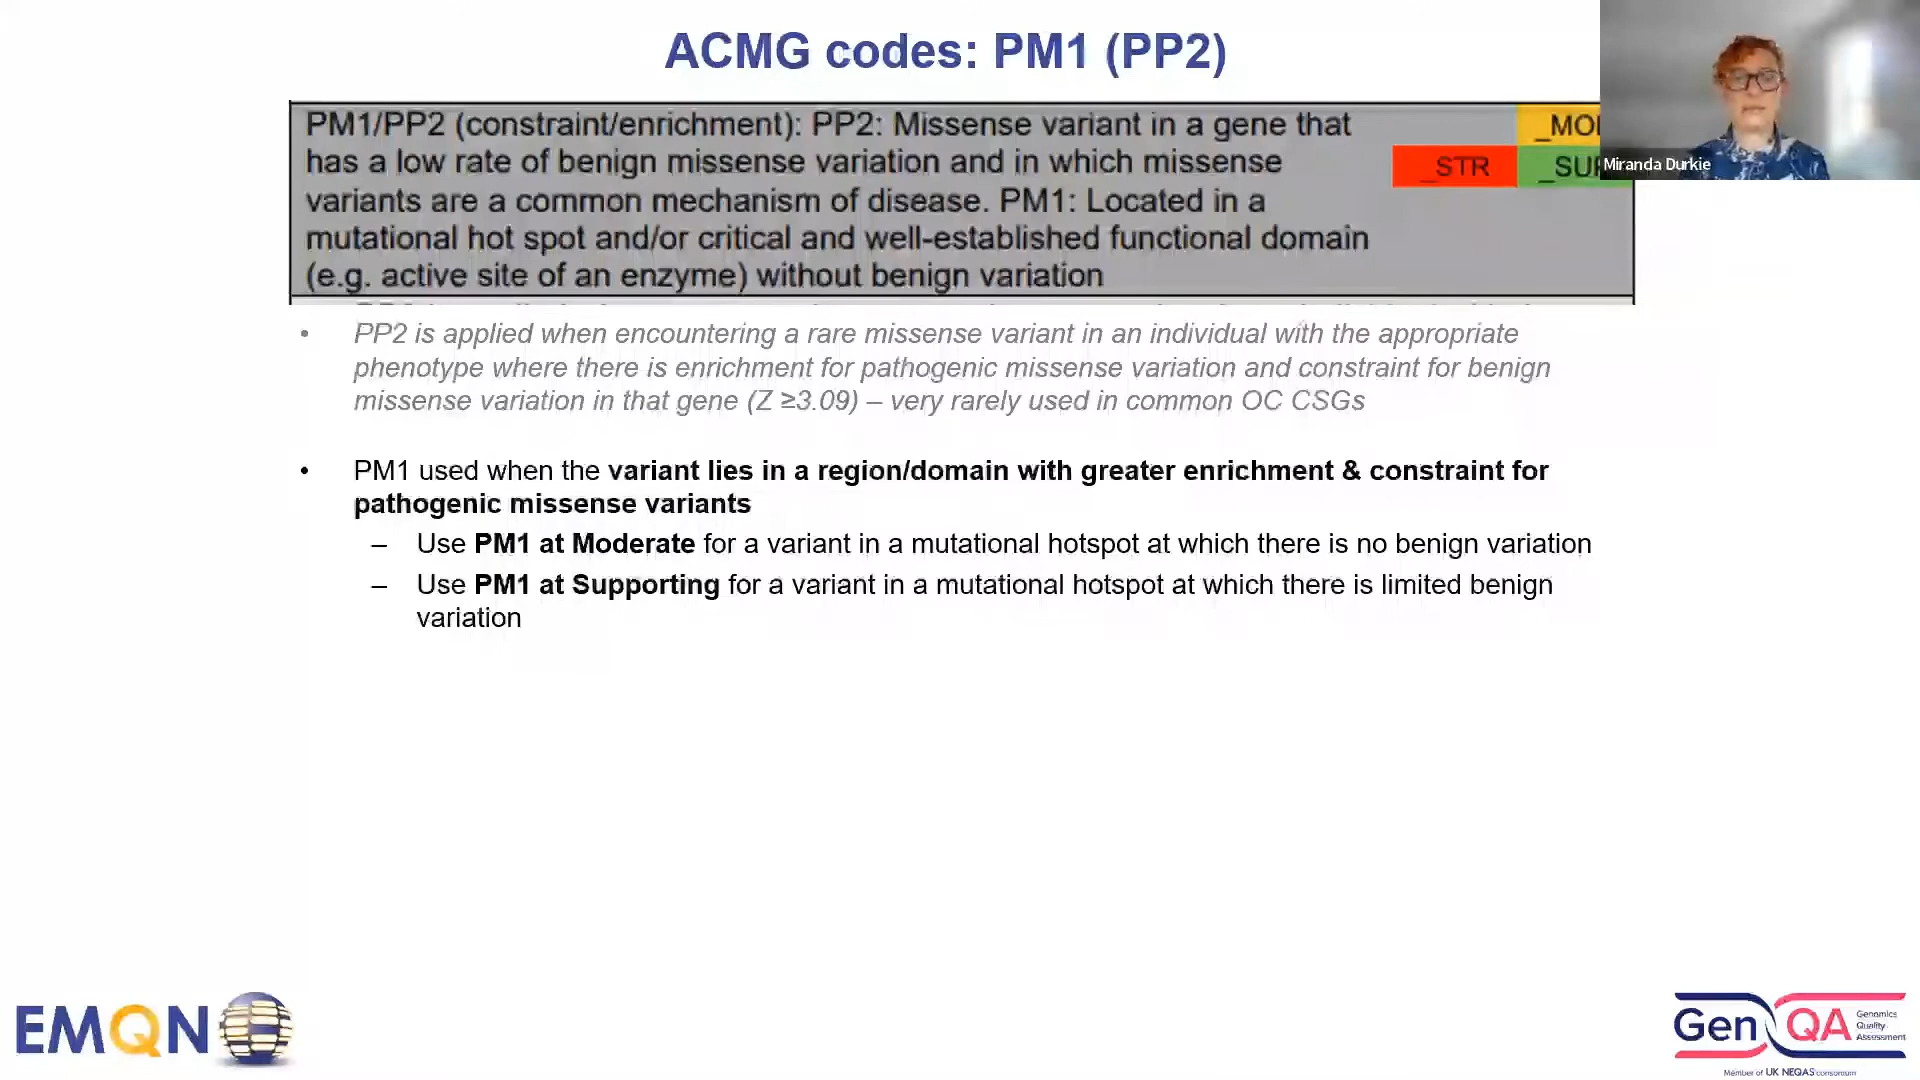 ACMG codes: PM1 (PP2)
PM1/PP2 (constraint/enrichment): PP2: Missense variant in a gene that
has a low rate of benign missense variation and in which missense
variants are a common mechanism of disease. PM1: Located in a
mutational hot spot and/or critical and well-established functional domain
(e.g. active site of an enzyme) without benign variation
_STR
Miranda Durkie
• PP2 is applied when encountering a rare missense variant in an individual with the appropriate
phenotype where there is enrichment for pathogenic missense variation and constraint for benign
missense variation in that gene (Z ≥3.09) – very rarely used in common OC CSGs
• PM1 used when the variant lies in a region/domain with greater enrichment & constraint for
pathogenic missense variants
– Use PM1 at Moderate for a variant in a mutational hotspot at which there is no benign variation
– Use PM1 at Supporting for a variant in a mutational hotspot at which there is limited benign
variation
EMQN
GenQA
Genomics
Quality
Assessment
Member of UK NEQAS consortium